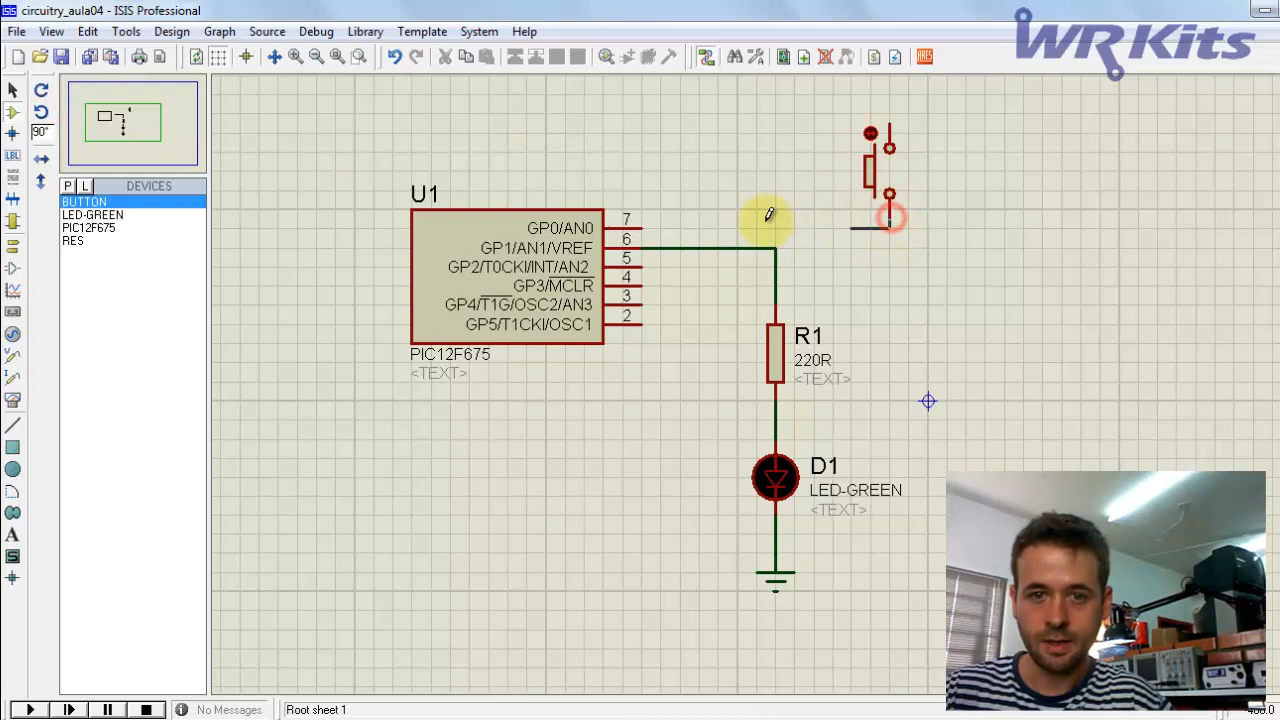 circuitry_aula04 - ISIS Professional
File View Edit Tools Design Graph Source Debug Library Template System Help
WR Kits
90°
LBL
P L DEVICES
BUTTON
LED-GREEN
PIC12F675
RES
U1
GP0/AN0 7
GP1/AN1/VREF 6
GP2/T0CKI/INT/AN2 5
GP3/MCLR 4
GP4/T1G/OSC2/AN3 3
GP5/T1CKI/OSC1 2
PIC12F675
<TEXT>
R1
220R
<TEXT>
D1
LED-GREEN
<TEXT>
No Messages
Root sheet 1